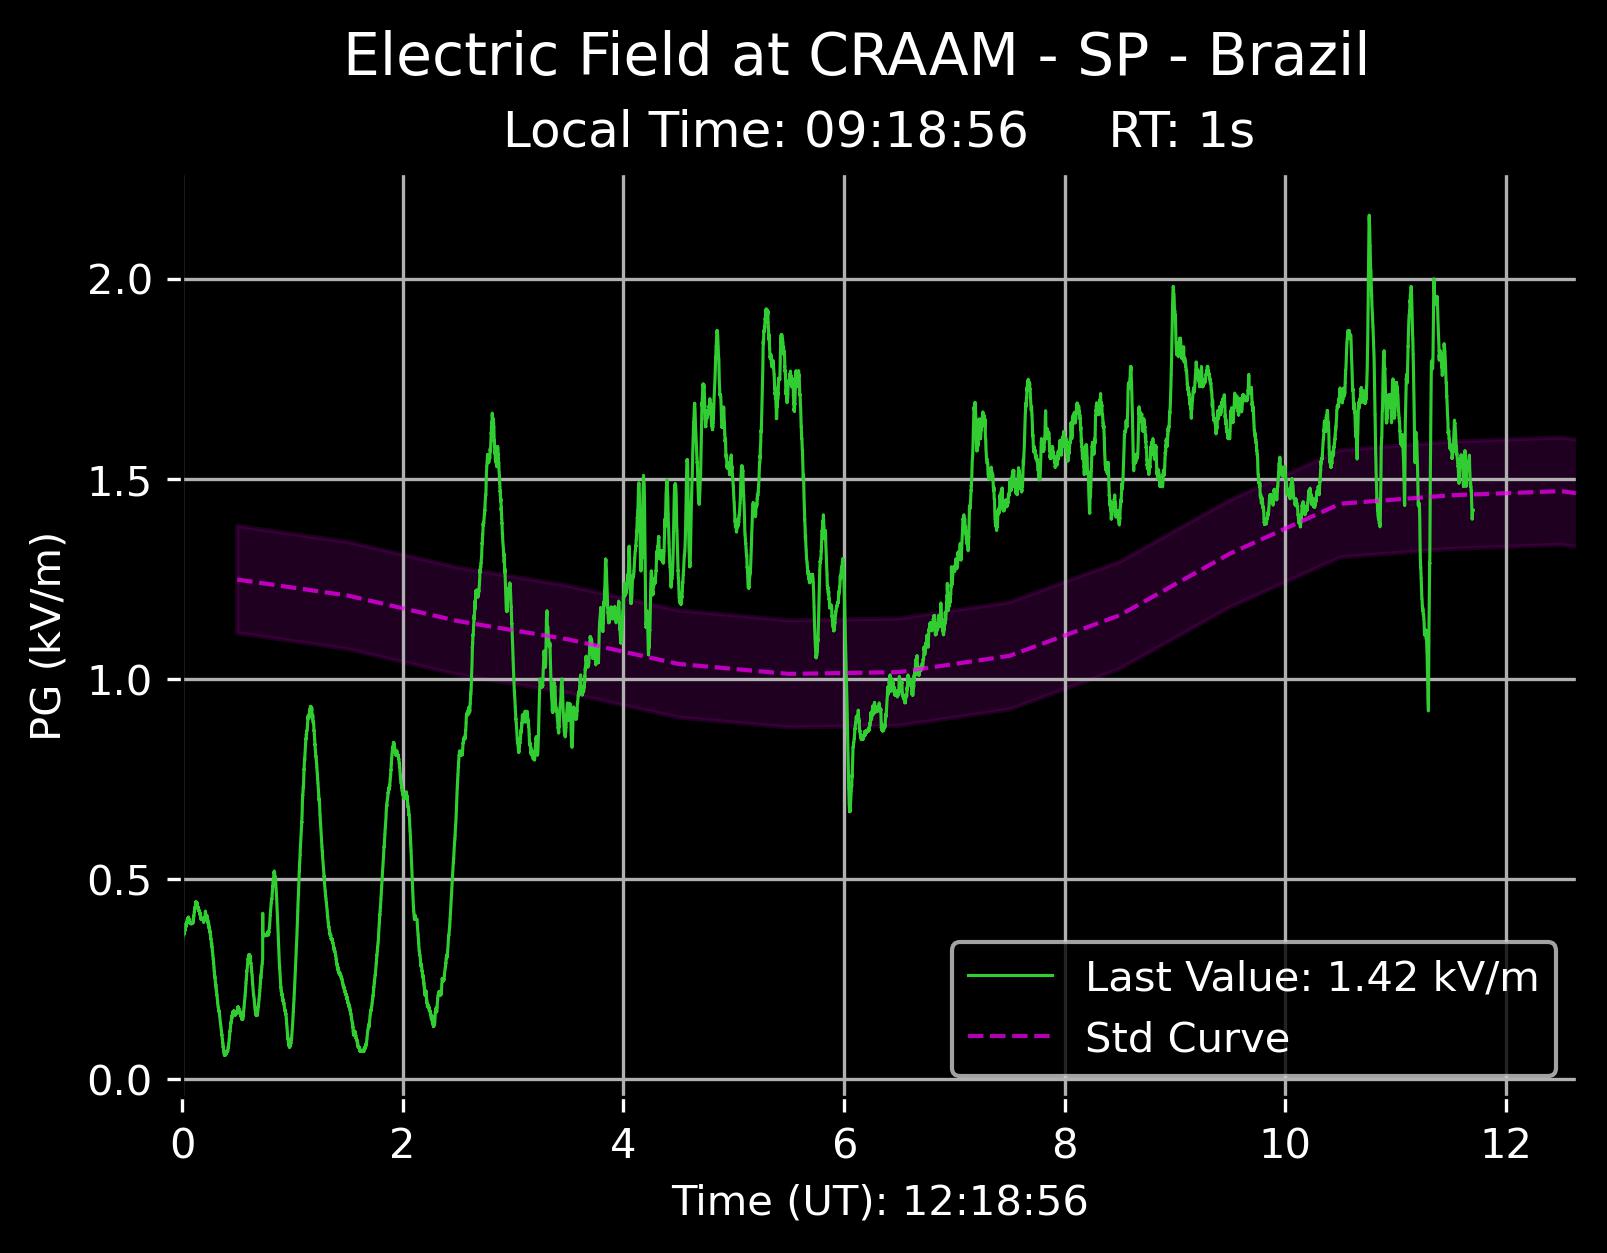 Electric Field at CRAAM - SP - Brazil
Local Time: 09:18:56 RT: 1s
PG (kV/m)
2.0
1.5
1.0
0.5
0.0
Last Value: 1.42 kV/m
Std Curve
0 2 4 6 8 10 12
Time (UT): 12:18:56